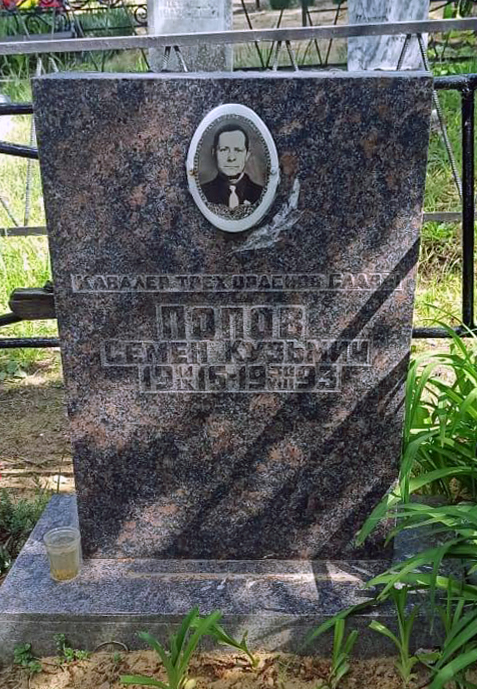 КАВАЛЕР ТРЕХ ОРДЕНОВ СЛАВЫ
ПОПОВ
СЕМЕН КУЗЬМИЧ
1915-1993